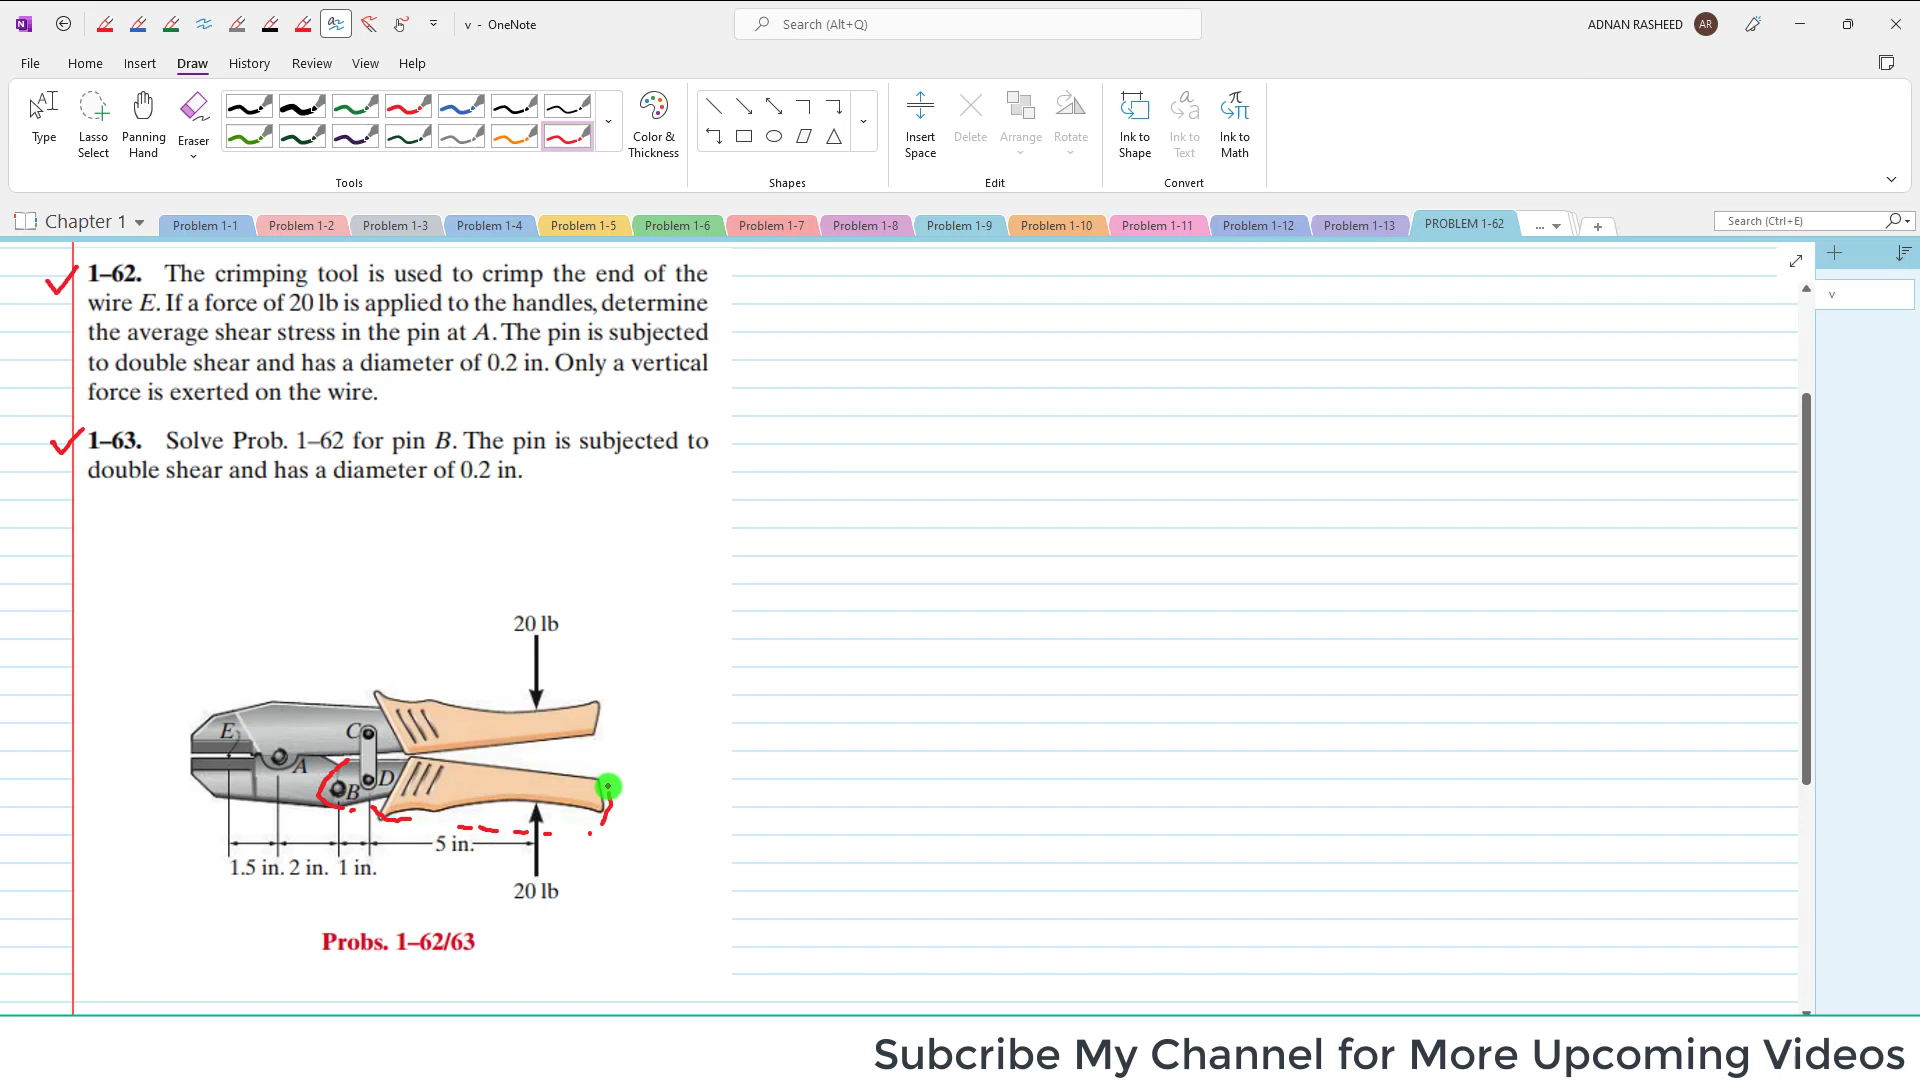 v - OneNote
Search (Alt+Q)
ADNAN RASHEED
AR
File Home Insert Draw History Review View Help
Type
Lasso Select
Panning Hand
Eraser
Color & Thickness
Insert Space
Delete
Arrange
Rotate
Ink to Shape
Ink to Text
Ink to Math
Tools
Shapes
Edit
Convert
Chapter 1
Problem 1-1
Problem 1-2
Problem 1-3
Problem 1-4
Problem 1-5
Problem 1-6
Problem 1-7
Problem 1-8
Problem 1-9
Problem 1-10
Problem 1-11
Problem 1-12
Problem 1-13
PROBLEM 1-62
...
Search (Ctrl+E)
v
1–62. The crimping tool is used to crimp the end of the
wire E. If a force of 20 lb is applied to the handles, determine
the average shear stress in the pin at A. The pin is subjected
to double shear and has a diameter of 0.2 in. Only a vertical
force is exerted on the wire.
1–63. Solve Prob. 1–62 for pin B. The pin is subjected to
double shear and has a diameter of 0.2 in.
20 lb
E
C
A
D
B
5 in.
1.5 in. 2 in. 1 in.
20 lb
Probs. 1–62/63
Subcribe My Channel for More Upcoming Videos